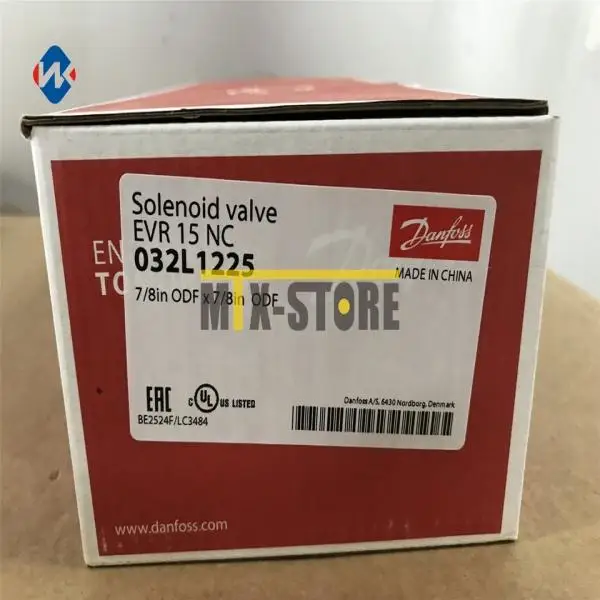 Solenoid valve
EVR 15 NC
032L1225
7/8in ODF x 7/8in ODF
Danfoss
MADE IN CHINA
EN
TO
MTX-STORE
EAC
C UL US LISTED
BE2524F/LC3484
Danfoss A/S, 6430 Nordborg, Denmark
www.danfoss.com